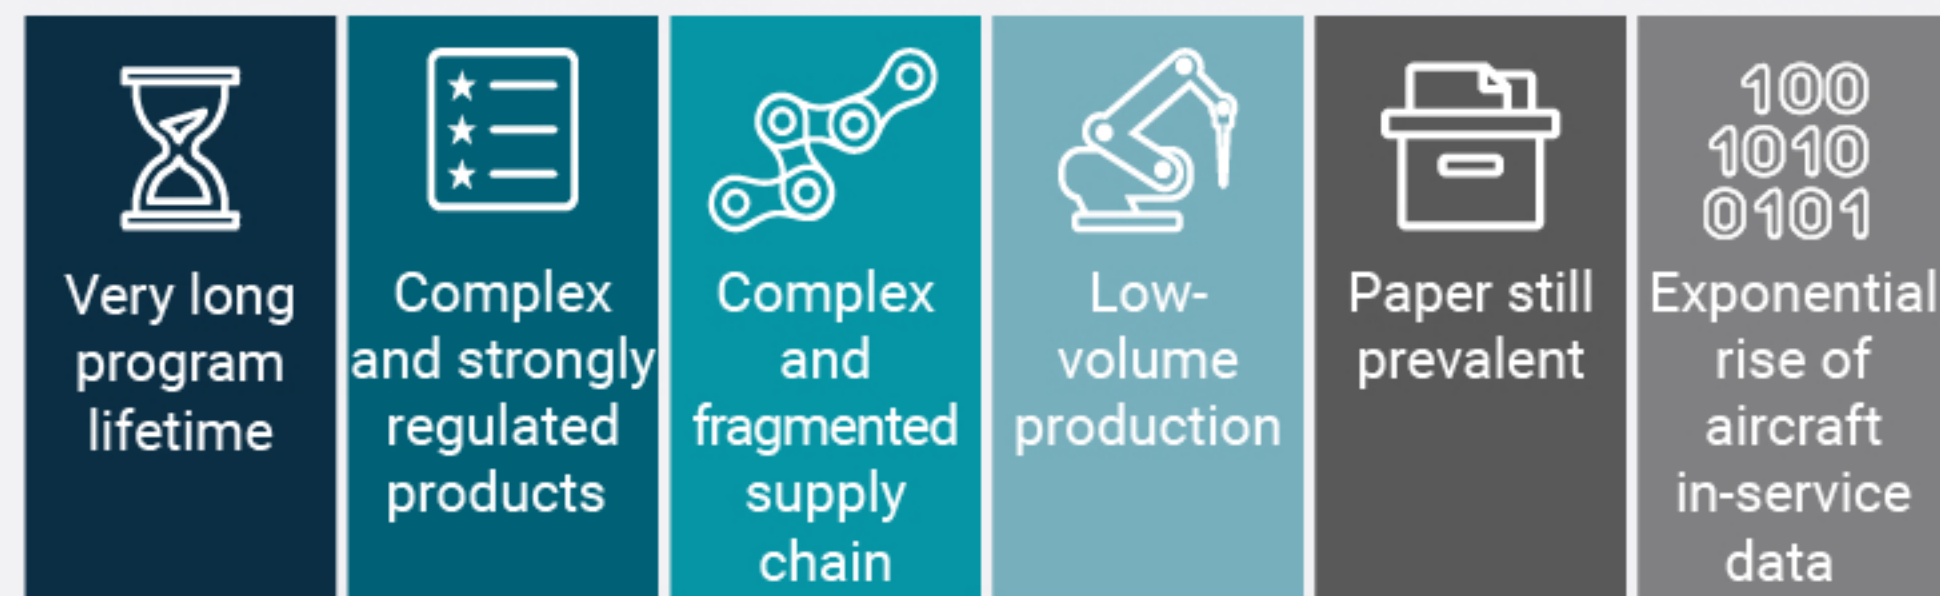 Very long
program
lifetime
Complex
and strongly
regulated
products
Complex
and
fragmented
supply
chain
Low-
volume
production
Paper still
prevalent
100
1010
0101
Exponential
rise of
aircraft
in-service
data